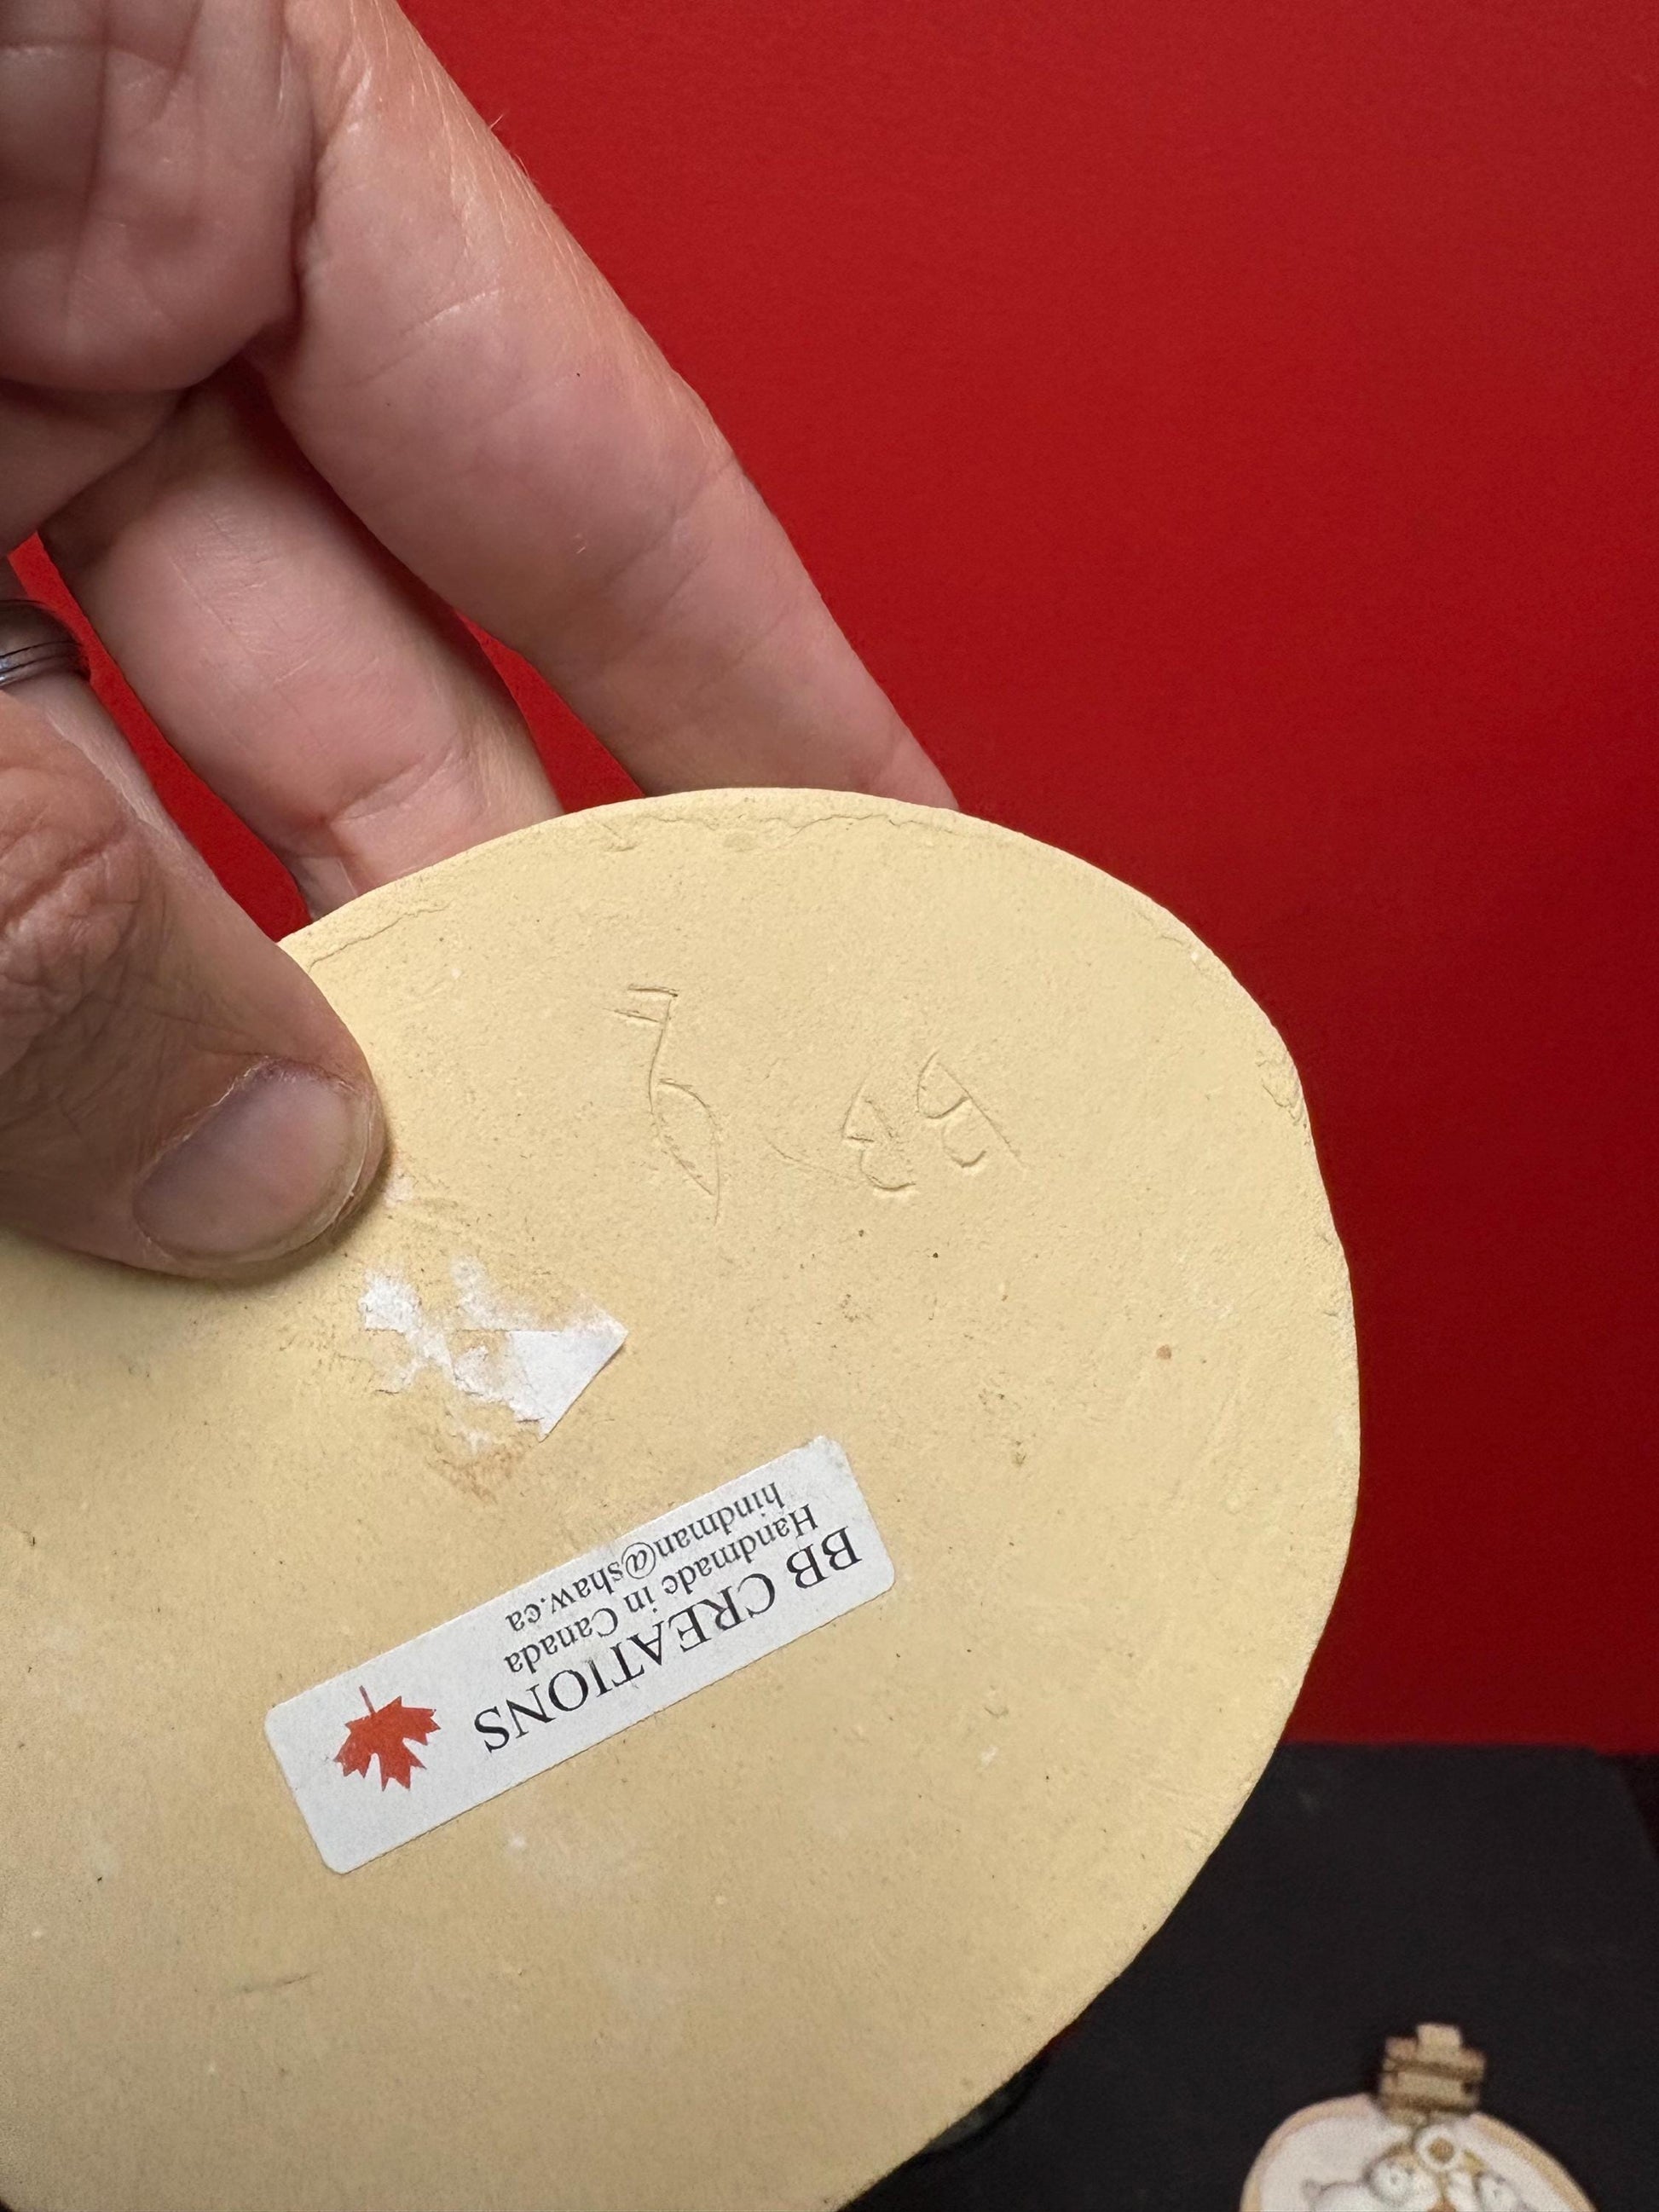 BB CREATIONS
Handmade in Canada
hindman@shaw.ca
BB